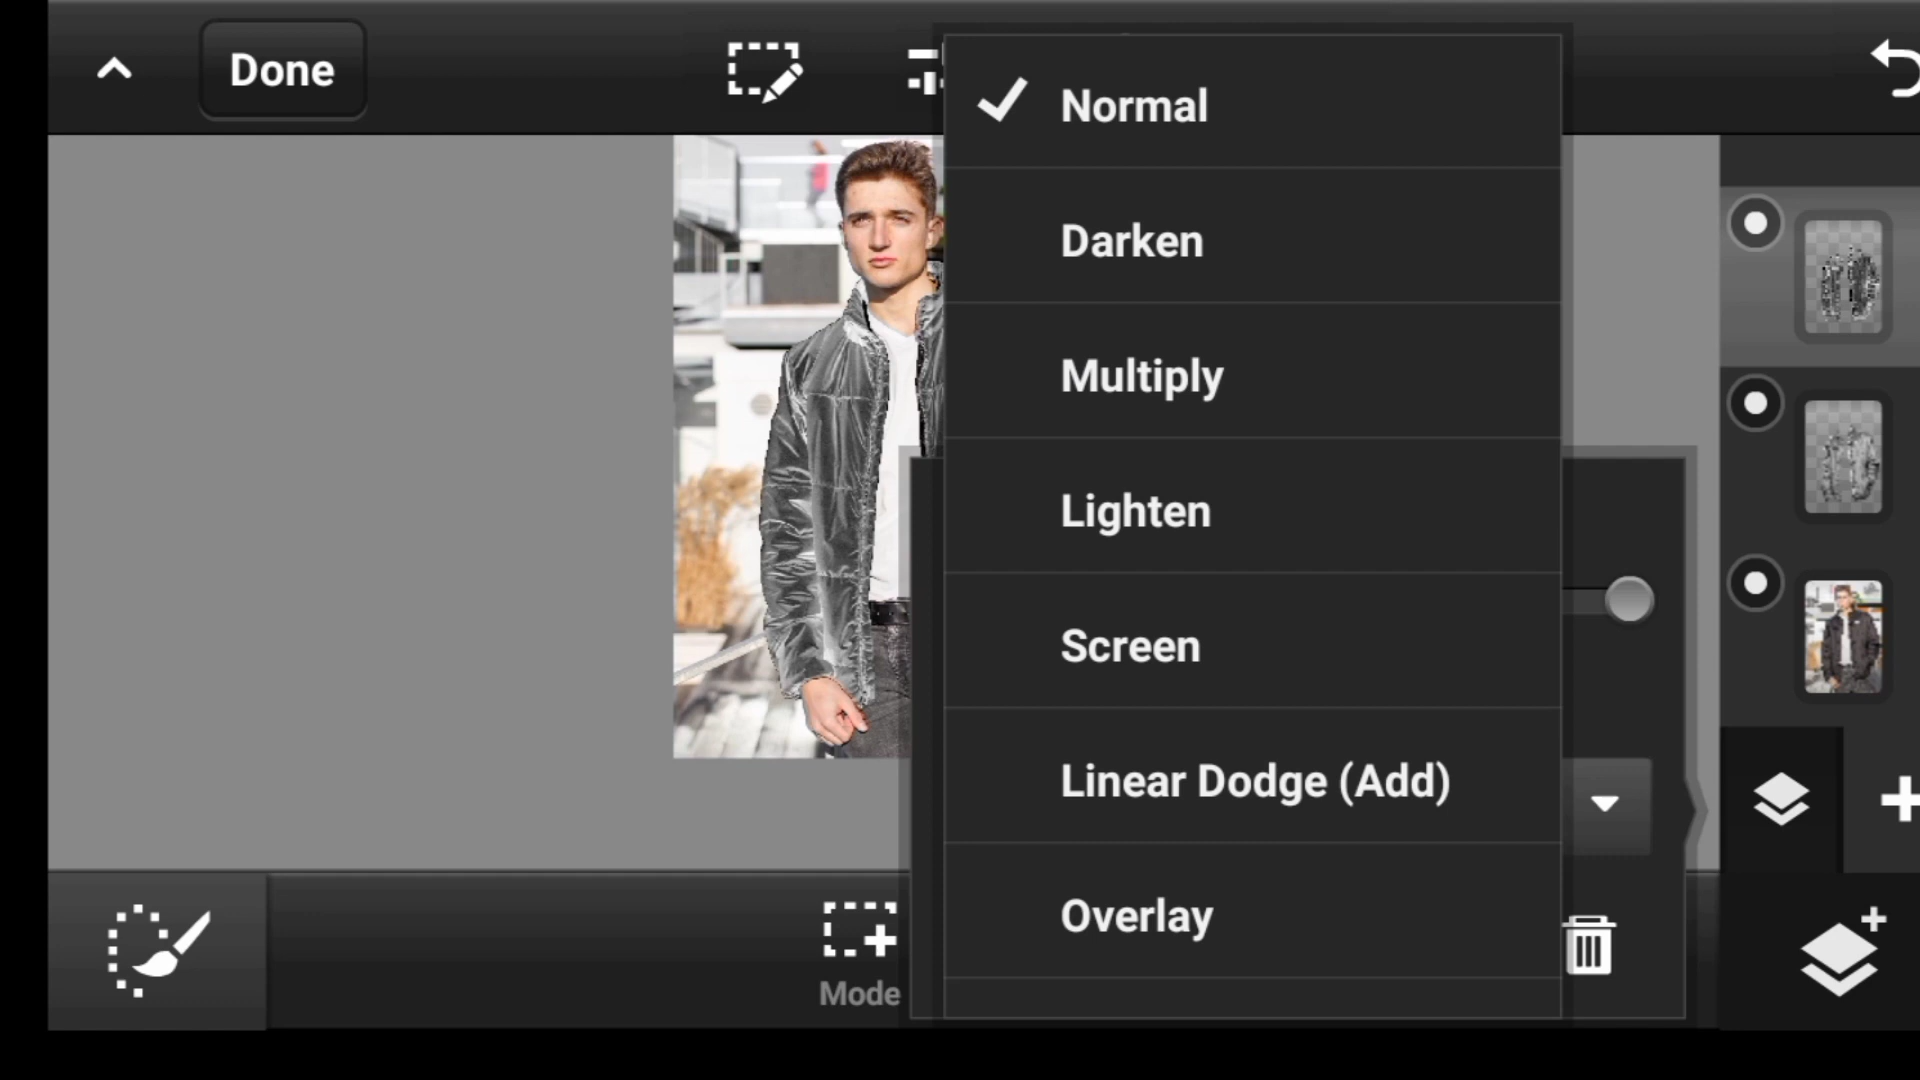 Done
Normal
Darken
Multiply
Lighten
Screen
Linear Dodge (Add)
Overlay
Mode